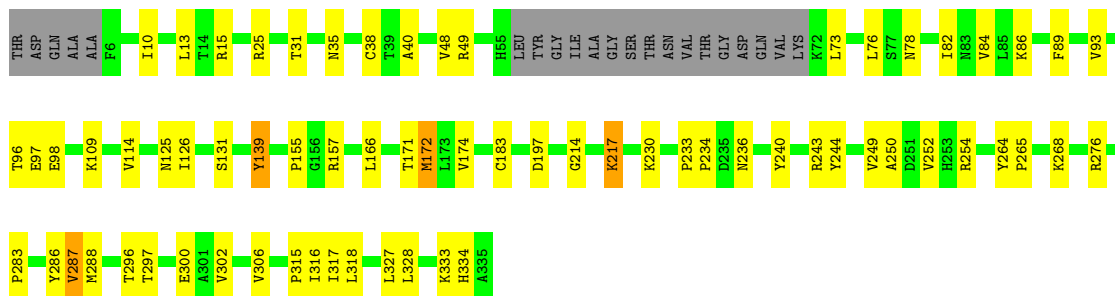 THR ASP GLN ALA ALA F6 I10 L13 T14 R15 R25 T31 N35 C38 T39 A40 V48 R49 H55 LEU TYR GLY ILE ALA GLY SER THR ASN VAL THR GLY ASP GLN VAL LYS K72 L73 L76 S77 N78 I82 N83 V84 L85 K86 F89 V93
T96 E97 E98 K109 V114 N125 I126 S131 Y139 P155 G156 R157 L166 T171 M172 L173 V174 C183 D197 G214 K217 K230 P233 P234 D235 N236 Y240 R243 Y244 V249 A250 D251 V252 H253 R254 Y264 P265 K268 R276
P283 Y286 V287 M288 T296 T297 E300 A301 V302 V306 P315 I316 I317 L318 L327 L328 K333 H334 A335